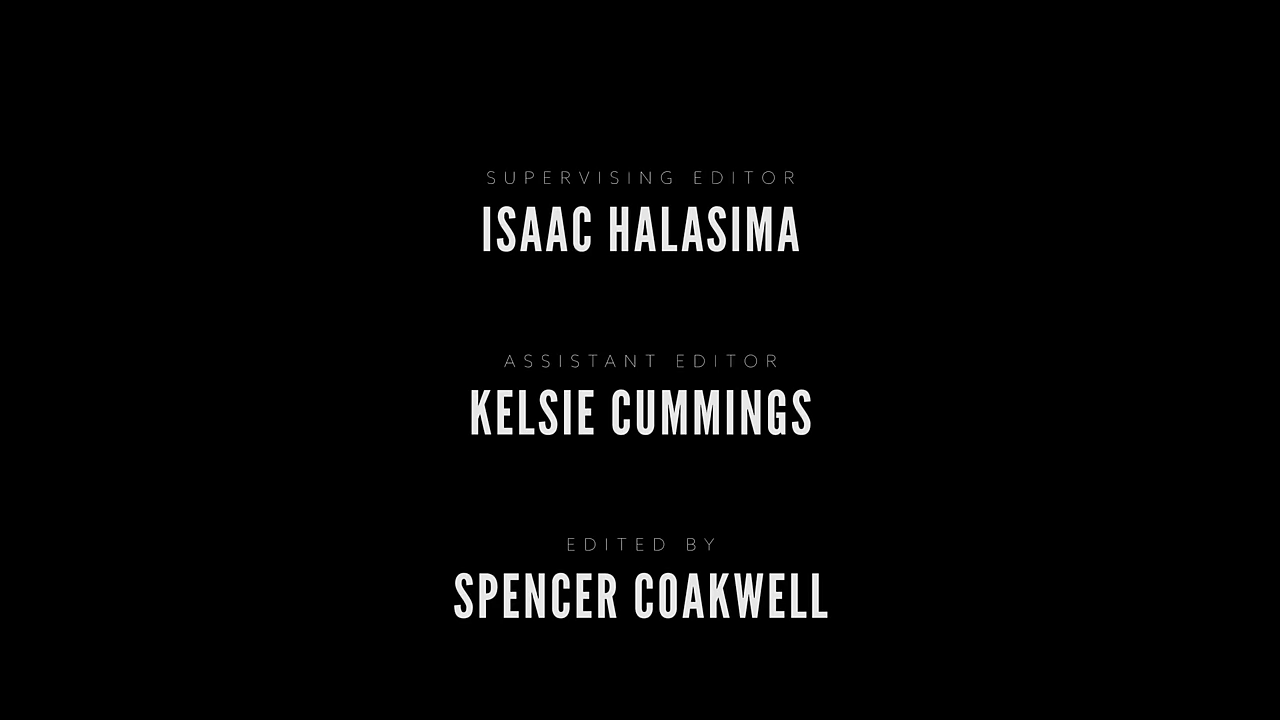 SUPERVISING EDITOR
ISAAC HALASIMA
ASSISTANT EDITOR
KELSIE CUMMINGS
EDITED BY
SPENCER COAKWELL